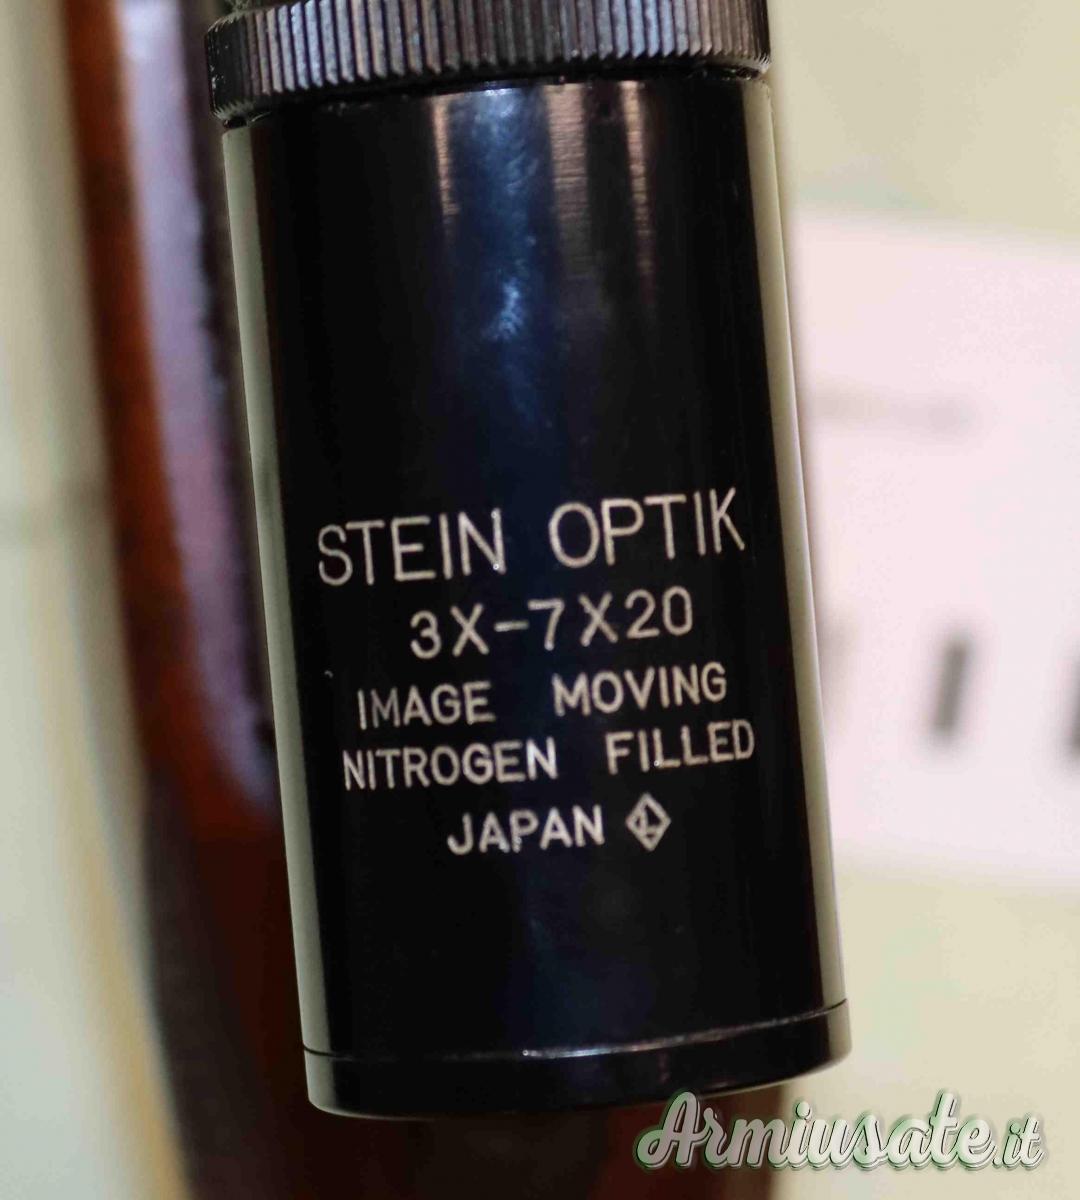 STEIN OPTIK
3X-7X20
IMAGE MOVING
NITROGEN FILLED
JAPAN
Armiusate.it